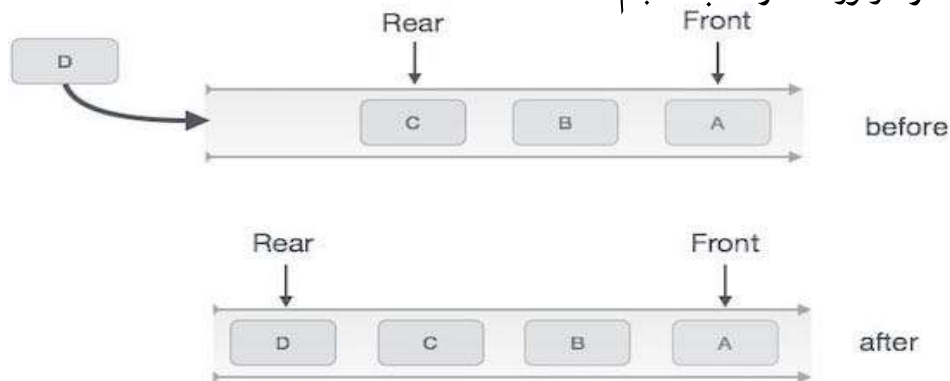 Rear Front
D
C B A
before
Rear Front
D C B A
after